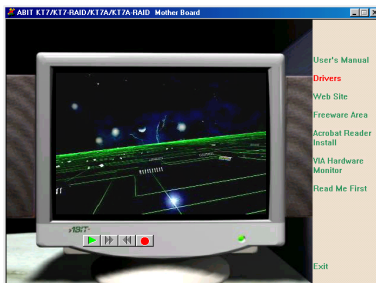 ABIT KT7/KT7-RAID/KT7A/KT7A-RAID Mother Board
User's Manual
Drivers
Web Site
Freeware Area
Acrobat Reader
Install
VIA Hardware
Monitor
Read Me First
ABIT
Exit